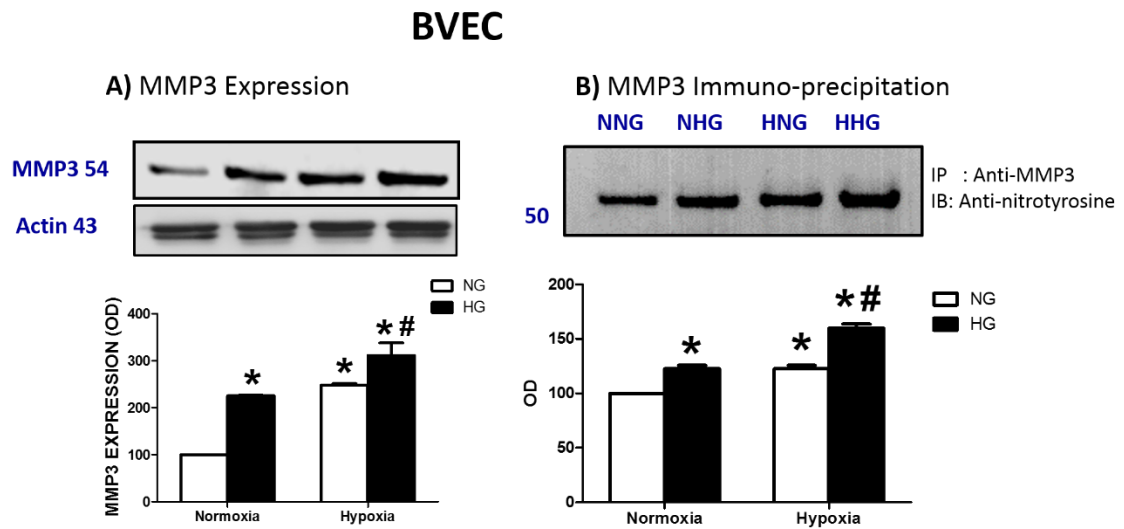 BVEC
A) MMP3 Expression
MMP3 54
Actin 43
NG
HG
MMP3 EXPRESSION (OD)
400
300
200
100
0
*
*
*#
Normoxia
Hypoxia
B) MMP3 Immuno-precipitation
NNG NHG HNG HHG
50
IP : Anti-MMP3
IB: Anti-nitrotyrosine
NG
HG
OD
200
150
100
50
0
*
*
*#
Normoxia
Hypoxia